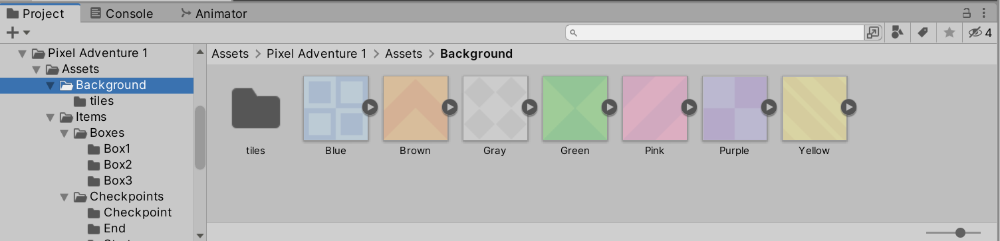 Project
Console
Animator
4
Pixel Adventure 1
Assets
Background
tiles
Items
Boxes
Box1
Box2
Box3
Checkpoints
Checkpoint
End
Assets > Pixel Adventure 1 > Assets > Background
tiles
Blue
Brown
Gray
Green
Pink
Purple
Yellow